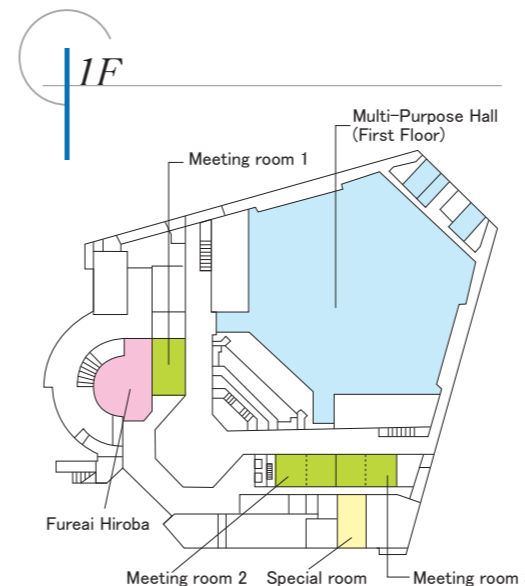 1F
Multi-Purpose Hall
(First Floor)
Meeting room 1
Fureai Hiroba
Meeting room 2
Special room
Meeting room